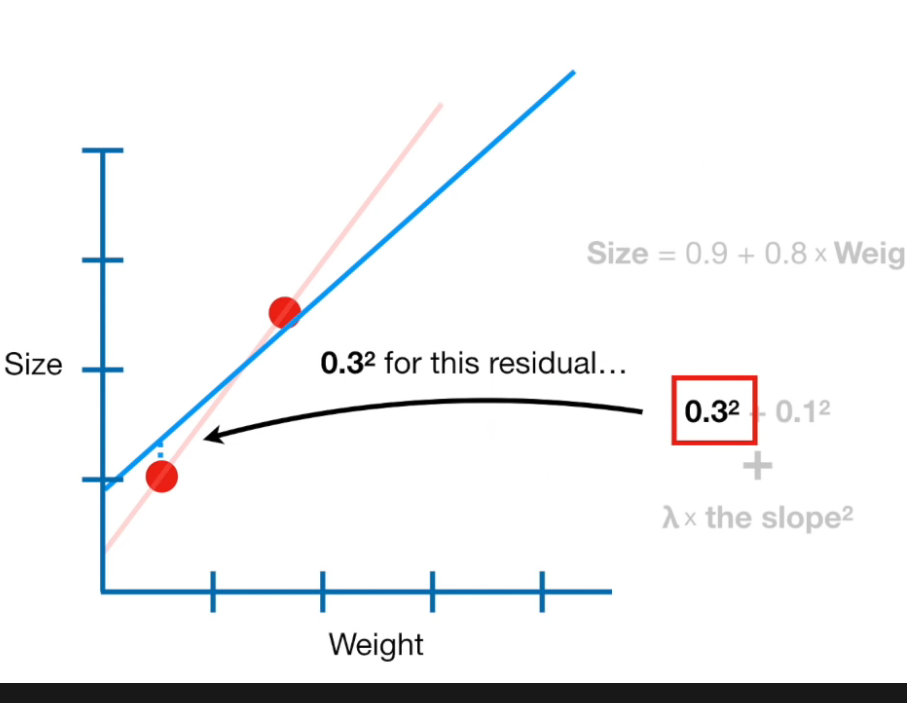 Size = 0.9 + 0.8 × Weig
Size
0.3² for this residual...
0.3² + 0.1²
+
λ × the slope²
Weight